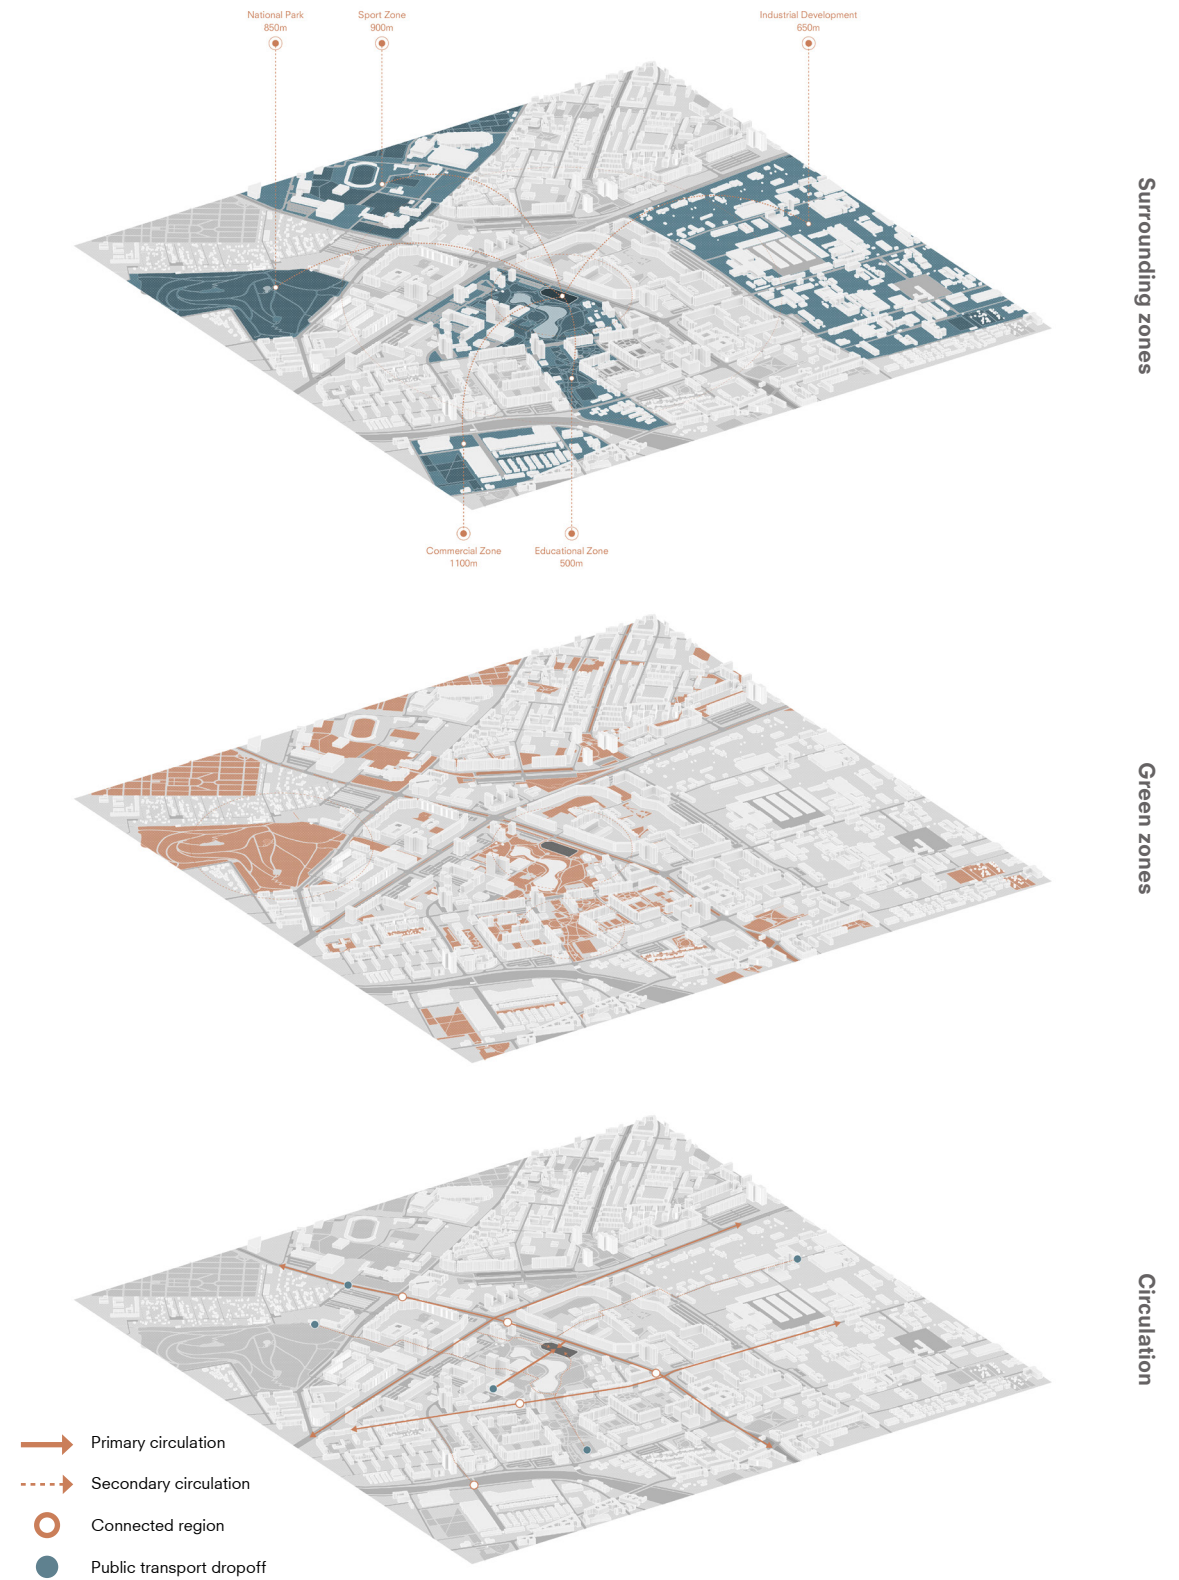 National Park
850m
Sport Zone
900m
Industrial Development
650m
Surrounding zones
Commercial Zone
1100m
Educational Zone
500m
Green zones
Circulation
Primary circulation
Secondary circulation
Connected region
Public transport dropoff